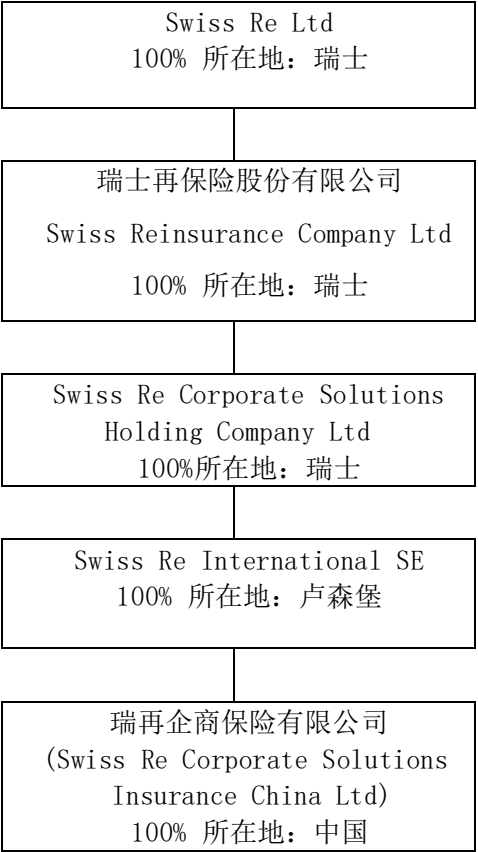 Swiss Re Ltd
100% 所在地：瑞士
瑞士再保险股份有限公司
Swiss Reinsurance Company Ltd
100% 所在地：瑞士
Swiss Re Corporate Solutions
Holding Company Ltd
100%所在地：瑞士
Swiss Re International SE
100% 所在地：卢森堡
瑞再企商保险有限公司
(Swiss Re Corporate Solutions
Insurance China Ltd)
100% 所在地：中国